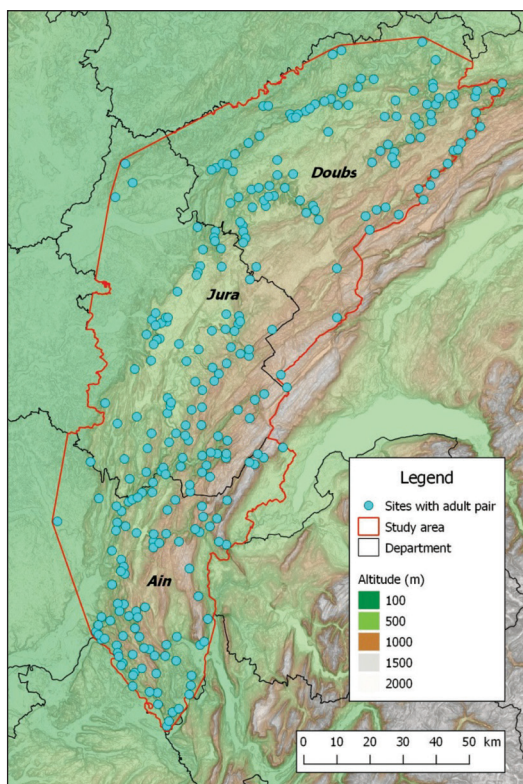 Doubs
Jura
Ain
Legend
Sites with adult pair
Study area
Department
Altitude (m)
100
500
1000
1500
2000
0 10 20 30 40 50
km